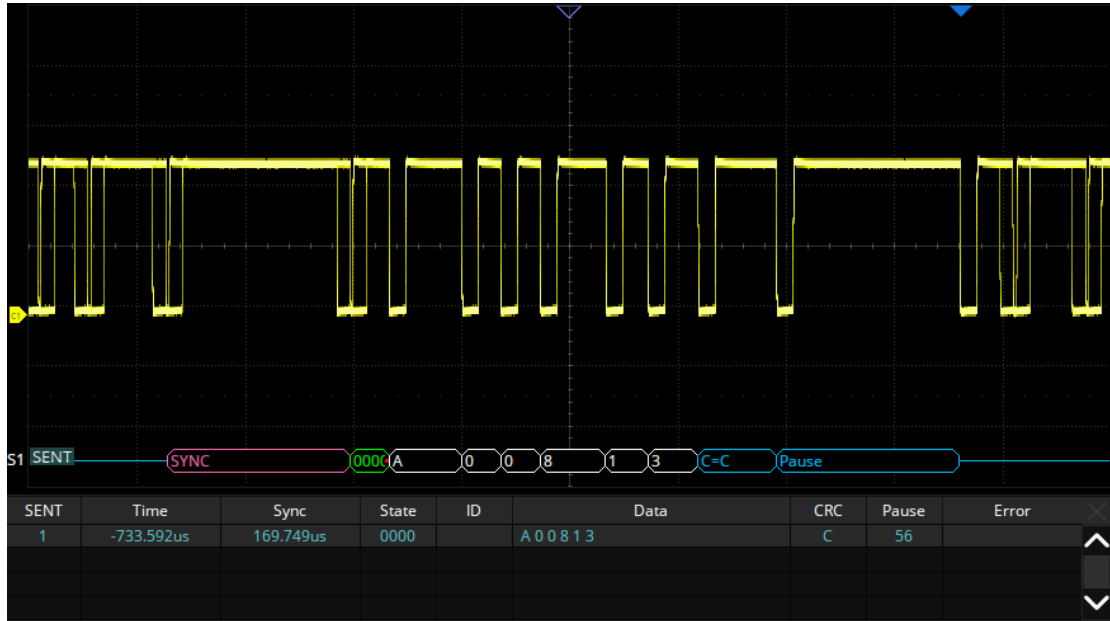 C1
S1 SENT SYNC 0000 A 0 0 8 1 3 C=C Pause
SENT Time Sync State ID Data CRC Pause Error
1 -733.592us 169.749us 0000 A 0 0 8 1 3 C 56